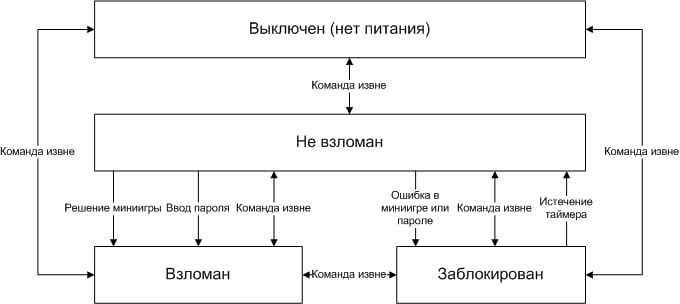 Выключен (нет питания)
Команда извне
Команда извне
Команда извне
Не взломан
Решение миниигры
Ввод пароля
Команда извне
Ошибка в
миниигре или
пароле
Команда извне
Истечение
таймера
Взломан
Команда извне
Заблокирован